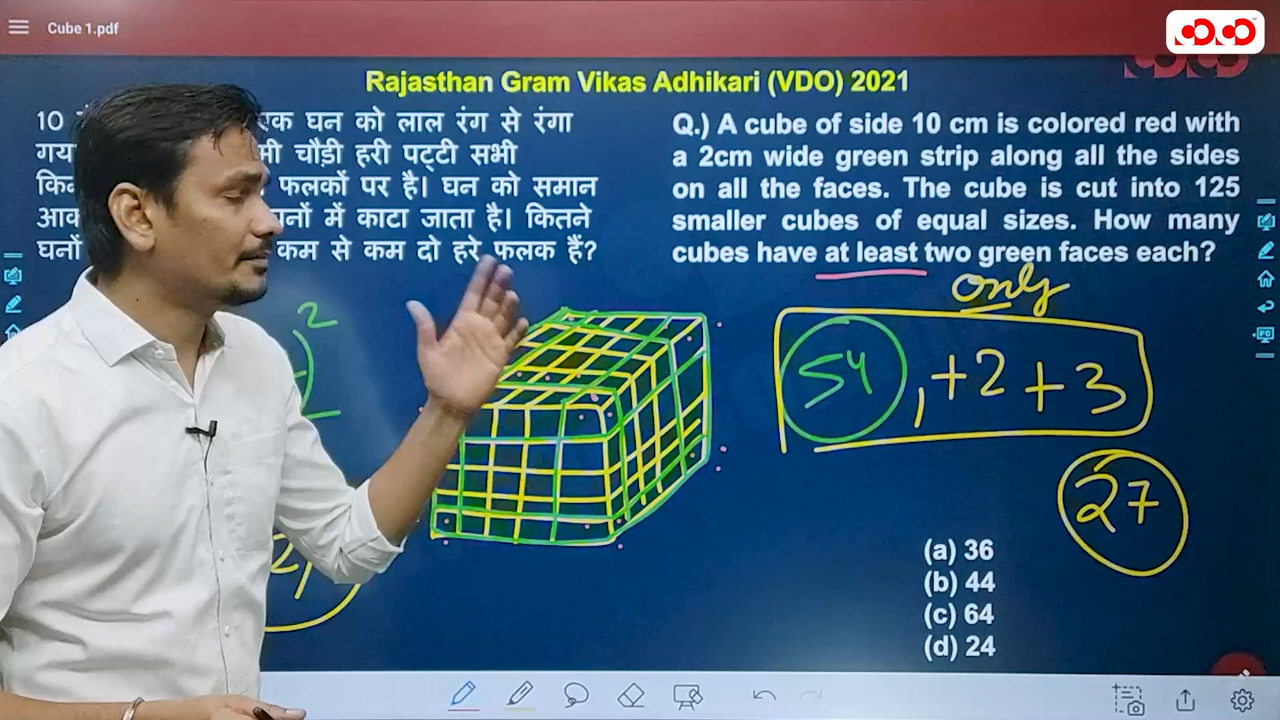 Cube 1.pdf
Rajasthan Gram Vikas Adhikari (VDO) 2021
10 एक घन को लाल रंग से रंगा
चौड़ी हरी पट्टी सभी
फलकों पर है। घन को समान
में काटा जाता है। कितने
घनों कम से कम दो हरे फलक हैं?
Q.) A cube of side 10 cm is colored red with
a 2cm wide green strip along all the sides
on all the faces. The cube is cut into 125
smaller cubes of equal sizes. How many
cubes have at least two green faces each?
only
2
54, +2 +3
27
(a) 36
(b) 44
(c) 64
(d) 24